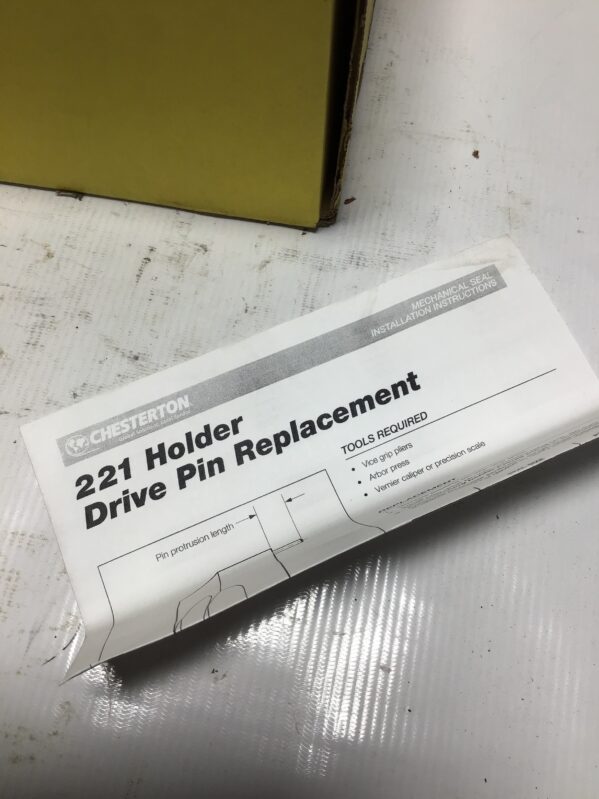 MECHANICAL SEAL
INSTALLATION INSTRUCTIONS
CHESTERTON
221 Holder
Drive Pin Replacement
TOOLS REQUIRED
• Vice grip pliers
• Arbor press
• Vernier caliper or precision scale
Pin protrusion length